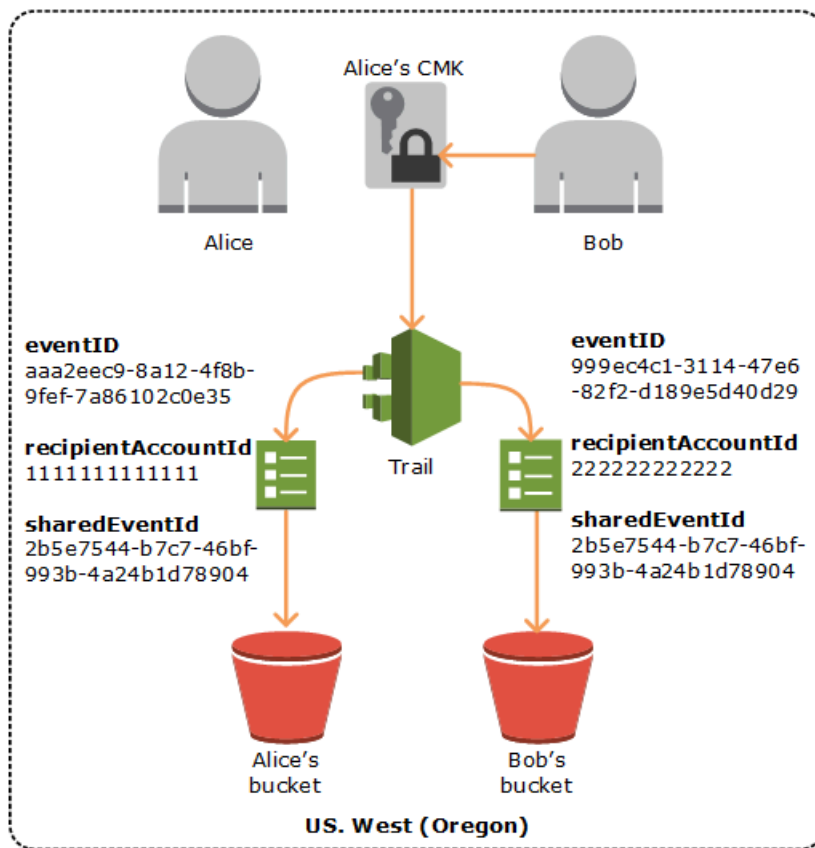 Alice's CMK
Alice
Bob
eventID
aaa2eec9-8a12-4f8b-
9fef-7a86102c0e35
recipientAccountId
1111111111111
sharedEventId
2b5e7544-b7c7-46bf-
993b-4a24b1d78904
Trail
eventID
999ec4c1-3114-47e6
-82f2-d189e5d40d29
recipientAccountId
222222222222
sharedEventId
2b5e7544-b7c7-46bf-
993b-4a24b1d78904
Alice's
bucket
Bob's
bucket
US. West (Oregon)